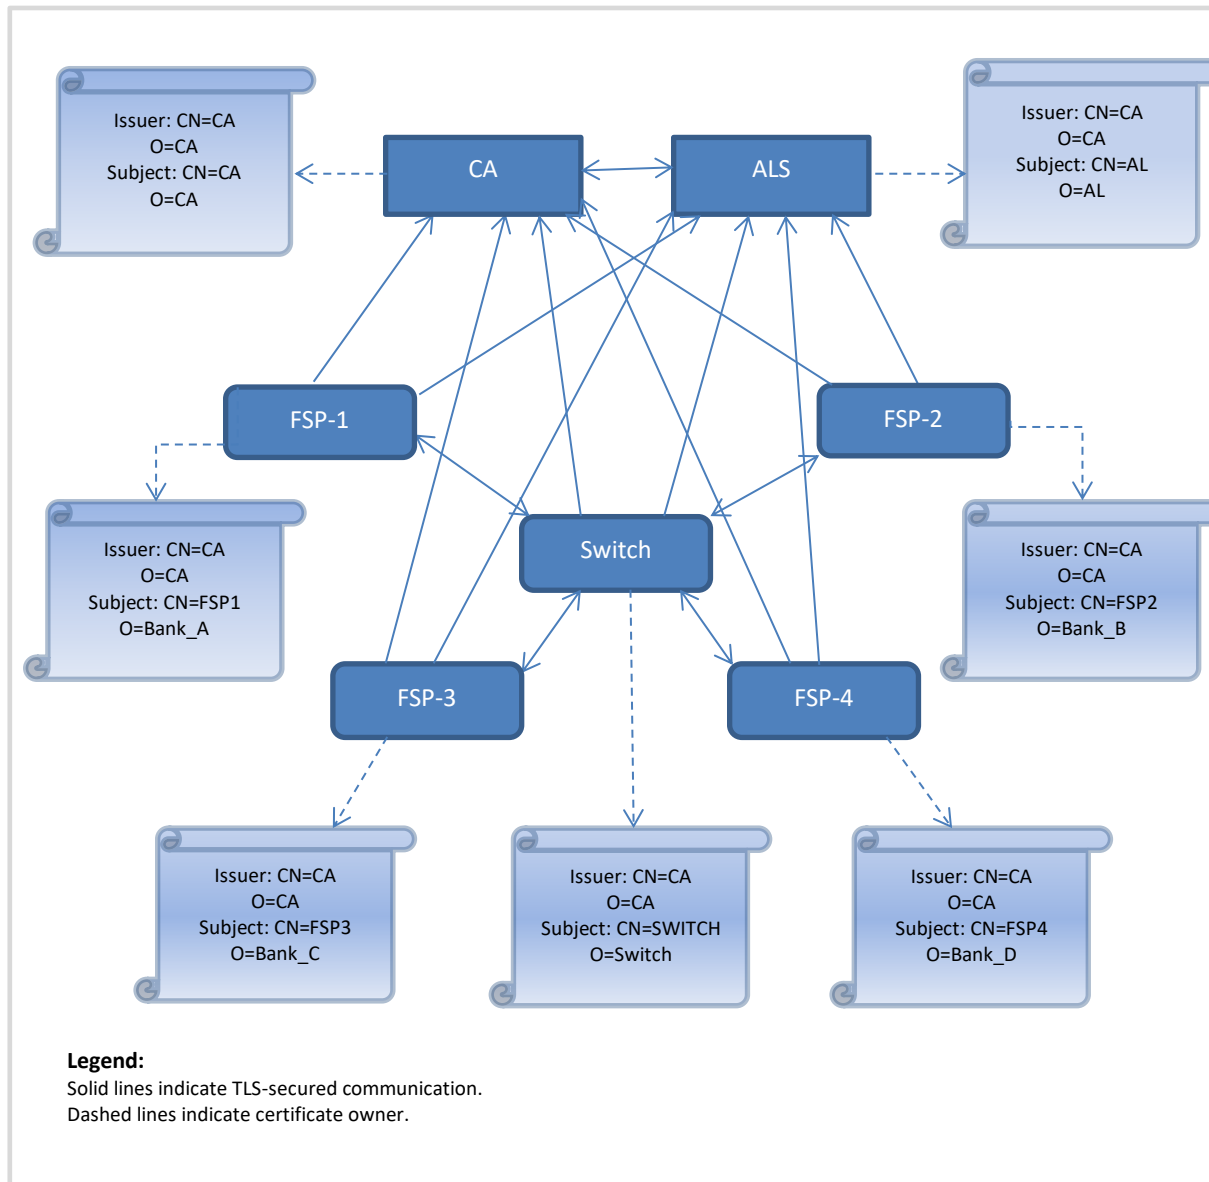 Issuer: CN=CA
O=CA
Subject: CN=CA
O=CA
CA
ALS
Issuer: CN=CA
O=CA
Subject: CN=AL
O=AL
FSP-1
FSP-2
Switch
Issuer: CN=CA
O=CA
Subject: CN=FSP1
O=Bank_A
Issuer: CN=CA
O=CA
Subject: CN=FSP2
O=Bank_B
FSP-3
FSP-4
Issuer: CN=CA
O=CA
Subject: CN=FSP3
O=Bank_C
Issuer: CN=CA
O=CA
Subject: CN=SWITCH
O=Switch
Issuer: CN=CA
O=CA
Subject: CN=FSP4
O=Bank_D
Legend:
Solid lines indicate TLS-secured communication.
Dashed lines indicate certificate owner.